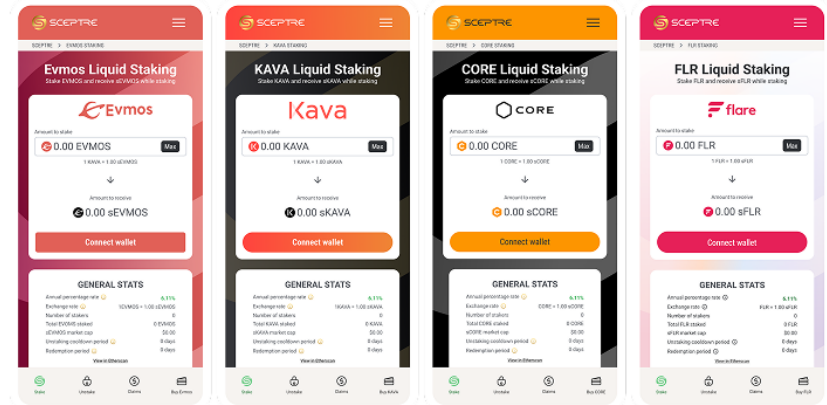 SCEPTRE
SCEPTRE > EVMOS STAKING
Evmos Liquid Staking
Stake EVMOS and receive sEVMOS while staking
Evmos
Amount to stake
0.00 EVMOS Max
1 KAVA = 1.00 sEVMOS
Amount to receive
0.00 sEVMOS
Connect wallet
GENERAL STATS
Annual percentage rate 6.11%
Exchange rate 1EVMOS = 1.00 sEVMOS
Number of stakers 0
Total EVOMS staked 0 EVMOS
sEVMOS market cap $0.00
Unstaking cooldown period 0 days
Redemption period 0 days
View in Etherscan
Stake Unstake Claims Buy Evmos
SCEPTRE
SCEPTRE > KAVA STAKING
KAVA Liquid Staking
Stake KAVA and receive sKAVA while staking
Kava
Amount to stake
0.00 KAVA Max
1 KAVA = 1.00 sKAVA
Amount to receive
0.00 sKAVA
Connect wallet
GENERAL STATS
Annual percentage rate 6.11%
Exchange rate 1KAVA = 1.00 sKAVA
Number of stakers 0
Total KAVA staked 0 KAVA
sKAVA market cap $0.00
Unstaking cooldown period 0 days
Redemption period 0 days
View in Etherscan
Stake Unstake Claims Buy KAVA
SCEPTRE
SCEPTRE > CORE STAKING
CORE Liquid Staking
Stake CORE and receive sCORE while staking
CORE
Amount to stake
0.00 CORE Max
1 CORE = 1.00 sCORE
Amount to receive
0.00 sCORE
Connect wallet
GENERAL STATS
Annual percentage rate 6.11%
Exchange rate CORE = 1.00 sCORE
Number of stakers 0
Total CORE staked 0 CORE
sCORE market cap $0.00
Unstaking cooldown period 0 days
Redemption period 0 days
View in Etherscan
Stake Unstake Claims Buy CORE
SCEPTRE
SCEPTRE > FLR STAKING
FLR Liquid Staking
Stake FLR and receive sFLR while staking
flare
Amount to stake
0.00 FLR Max
1 FLR = 1.00 sFLR
Amount to receive
0.00 sFLR
Connect wallet
GENERAL STATS
Annual percentage rate 6.11%
Exchange rate FLR = 1.00 sFLR
Number of stakers 0
Total FLR staked 0 FLR
sFLR market cap $0.00
Unstaking cooldown period 0 days
Redemption period 0 days
View in Etherscan
Stake Unstake Claims Buy FLR